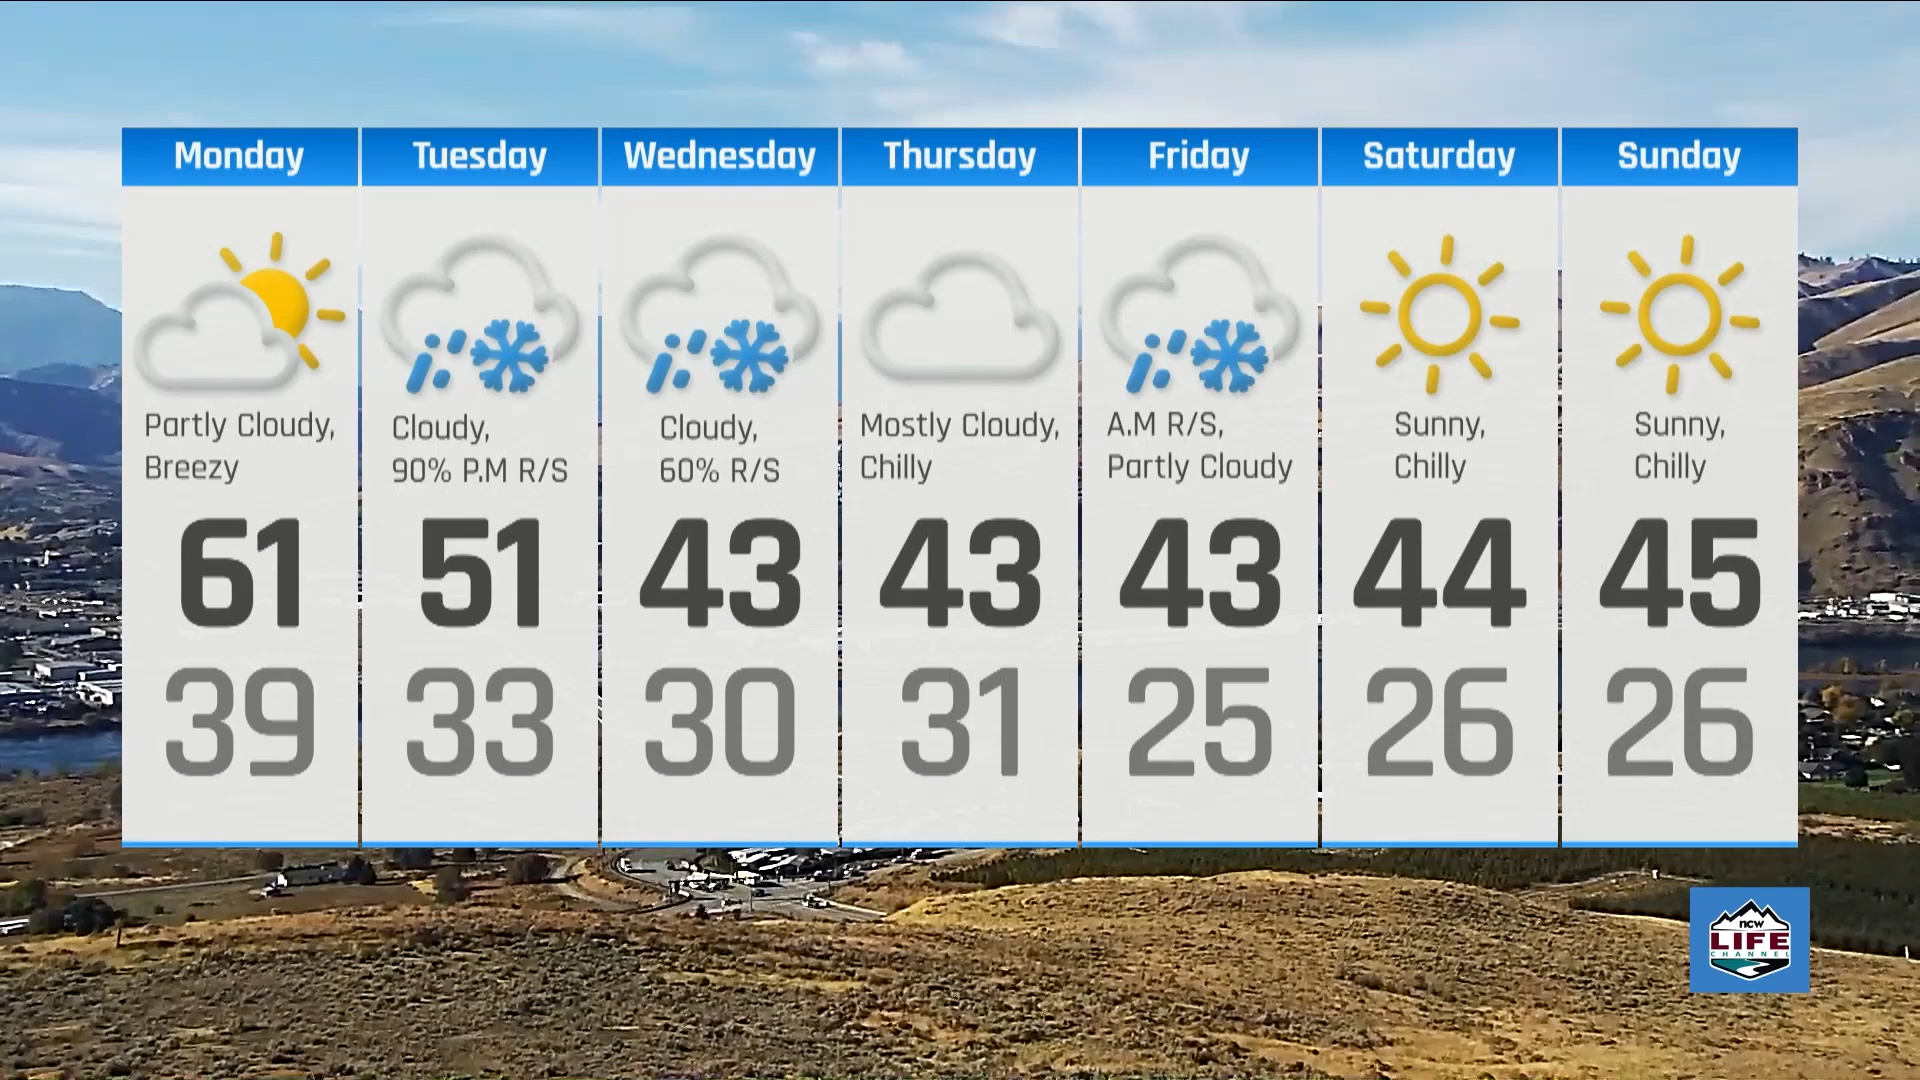 Monday
Tuesday
Wednesday
Thursday
Friday
Saturday
Sunday
Partly Cloudy,
Breezy
Cloudy,
90% P.M R/S
Cloudy,
60% R/S
Mostly Cloudy,
Chilly
A.M R/S,
Partly Cloudy
Sunny,
Chilly
Sunny,
Chilly
61
51
43
43
43
44
45
39
33
30
31
25
26
26
ncw
LIFE
CHANNEL